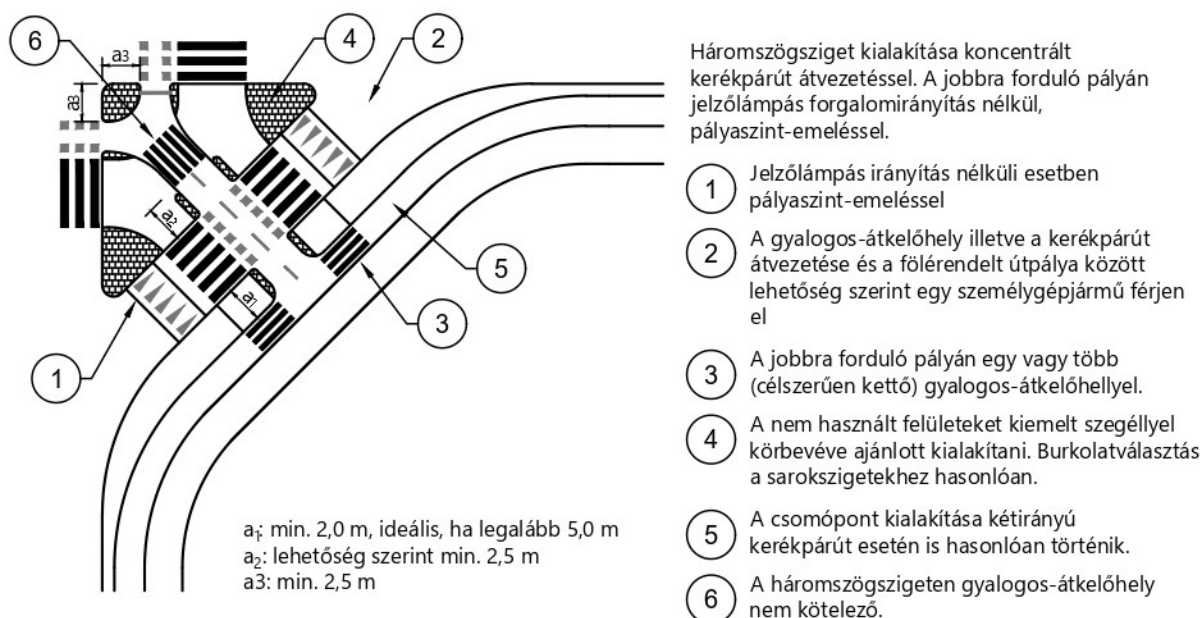 6
4
2
a3
a3
a₂
a₁
5
3
1
a₁: min. 2,0 m, ideális, ha legalább 5,0 m
a₂: lehetőség szerint min. 2,5 m
a3: min. 2,5 m
Háromszögsziget kialakítása koncentrált
kerékpárút átvezetéssel. A jobbra forduló pályán
jelzőlámpás forgalomirányítás nélkül,
pályaszint-emeléssel.
1
Jelzőlámpás irányítás nélküli esetben
pályaszint-emeléssel
2
A gyalogos-átkelőhely illetve a kerékpárút
átvezetése és a fölérendelt útpálya között
lehetőség szerint egy személygépjármű férjen
el
3
A jobbra forduló pályán egy vagy több
(célszerűen kettő) gyalogos-átkelőhellyel.
4
A nem használt felületeket kiemelt szegéllyel
körbevéve ajánlott kialakítani. Burkolatválasztás
a sarokszigetekhez hasonlóan.
5
A csomópont kialakítása kétirányú
kerékpárút esetén is hasonlóan történik.
6
A háromszögszigeten gyalogos-átkelőhely
nem kötelező.